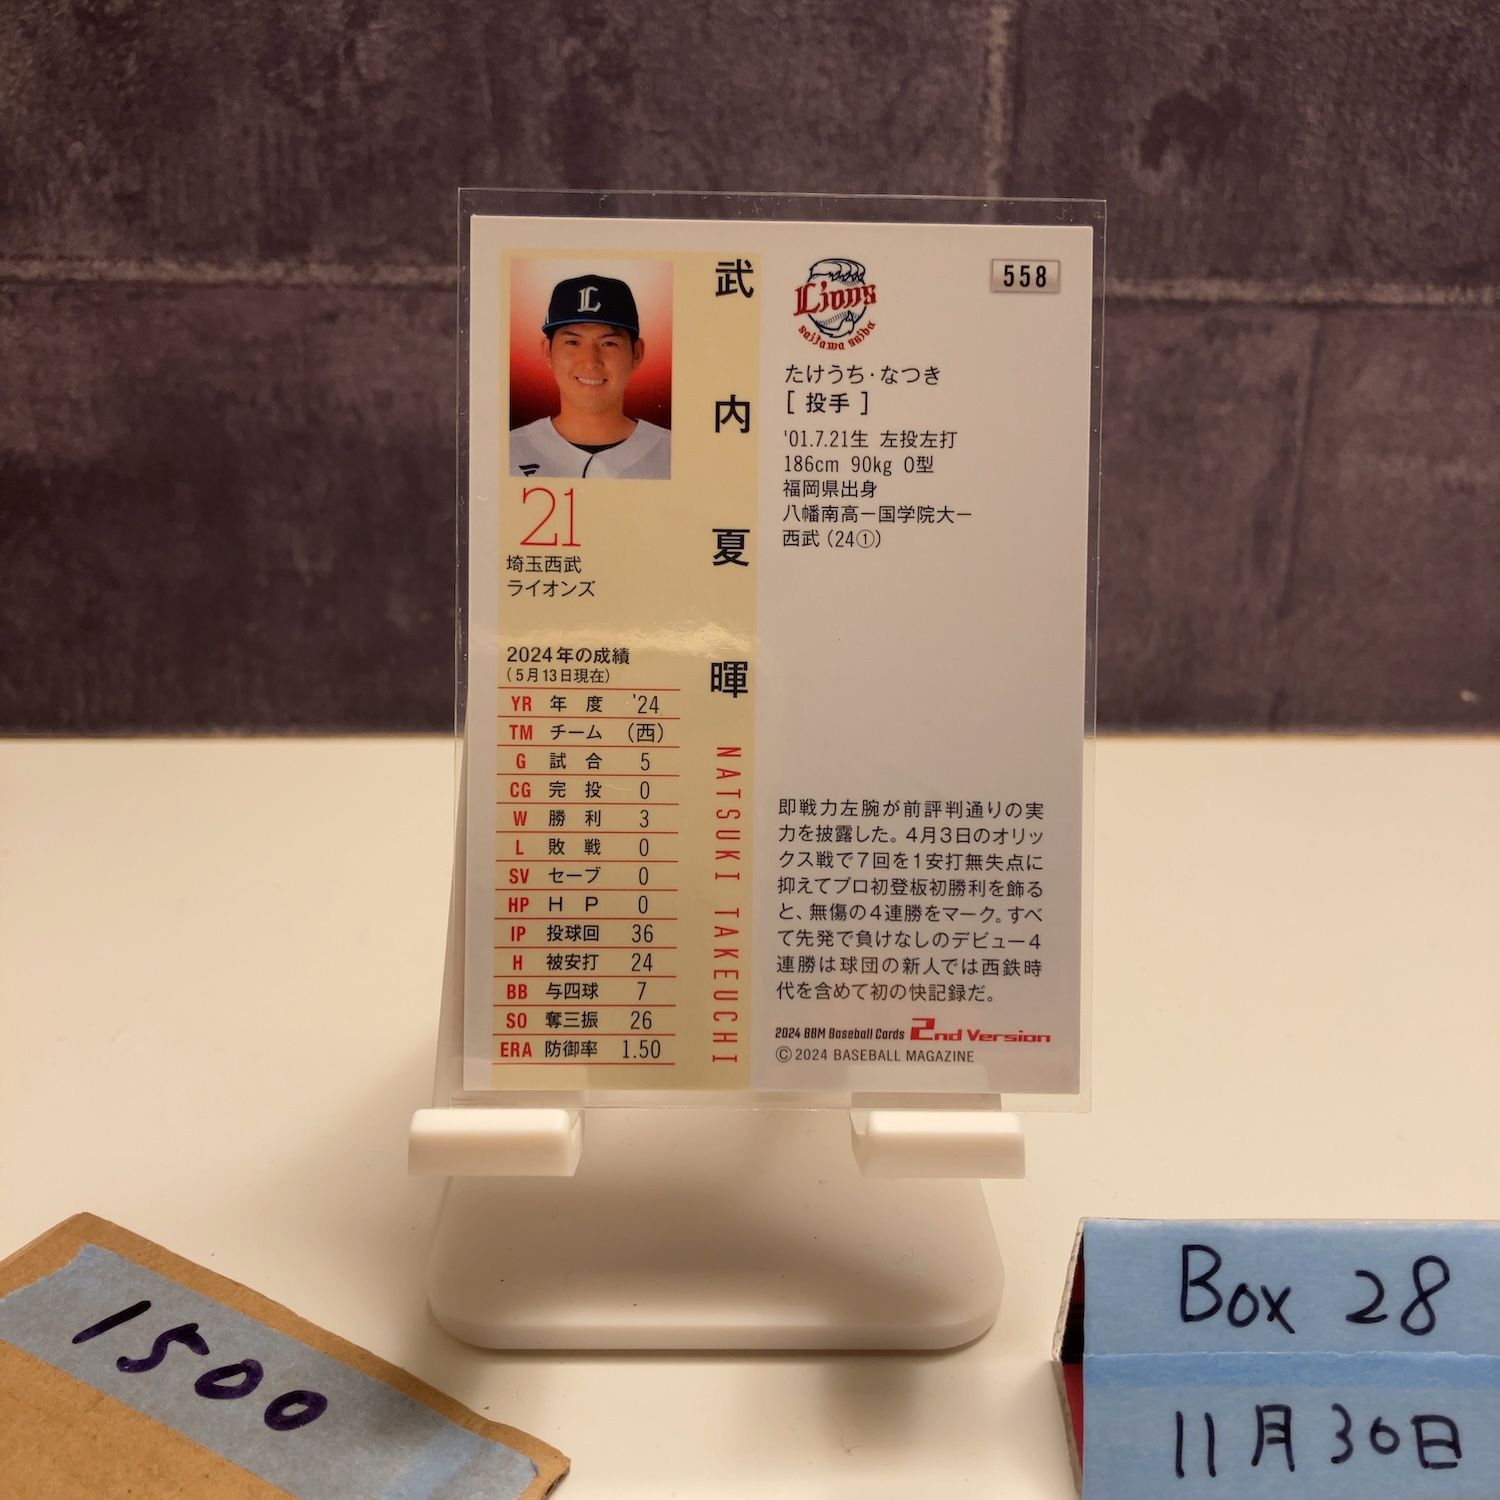 武内夏暉
NATSUKI TAKEUCHI
L
21
埼玉西武
ライオンズ
2024年の成績
(5月13日現在)
YR 年度 '24
TM チーム (西)
G 試合 5
CG 完投 0
W 勝利 3
L 敗戦 0
SV セーブ 0
HP HP 0
IP 投球回 36
H 被安打 24
BB 与四球 7
SO 奪三振 26
ERA 防御率 1.50
Lions
saitama seibu
558
たけうち・なつき
[ 投手 ]
'01.7.21生 左投左打
186cm 90kg O型
福岡県出身
八幡南高ー国学院大ー
西武 (24①)
即戦力左腕が前評判通りの実
力を披露した。4月3日のオリッ
クス戦で7回を1安打無失点に
抑えてプロ初登板初勝利を飾る
と、無傷の4連勝をマーク。すべ
て先発で負けなしのデビュー4
連勝は球団の新人では西鉄時
代を含めて初の快記録だ。
2024 BBM Baseball Cards 2nd Version
©2024 BASEBALL MAGAZINE
1500
Box 28
11月30日